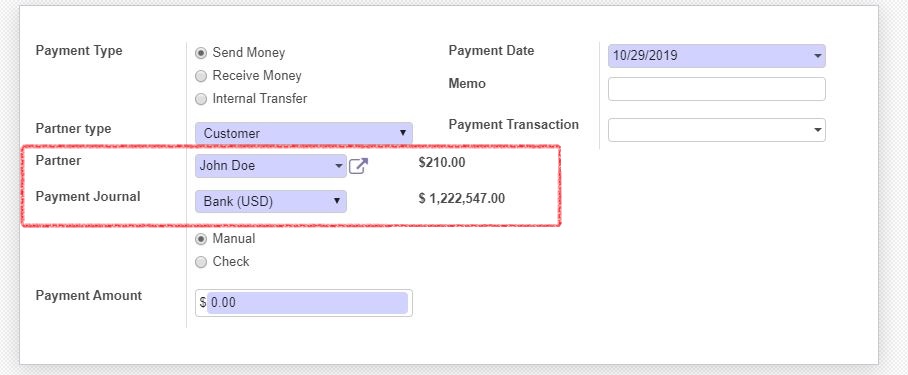 Payment Type
Send Money
Receive Money
Internal Transfer
Partner type
Customer
Partner
John Doe
$210.00
Payment Journal
Bank (USD)
$ 1,222,547.00
Manual
Check
Payment Amount
$ 0.00
Payment Date
10/29/2019
Memo
Payment Transaction